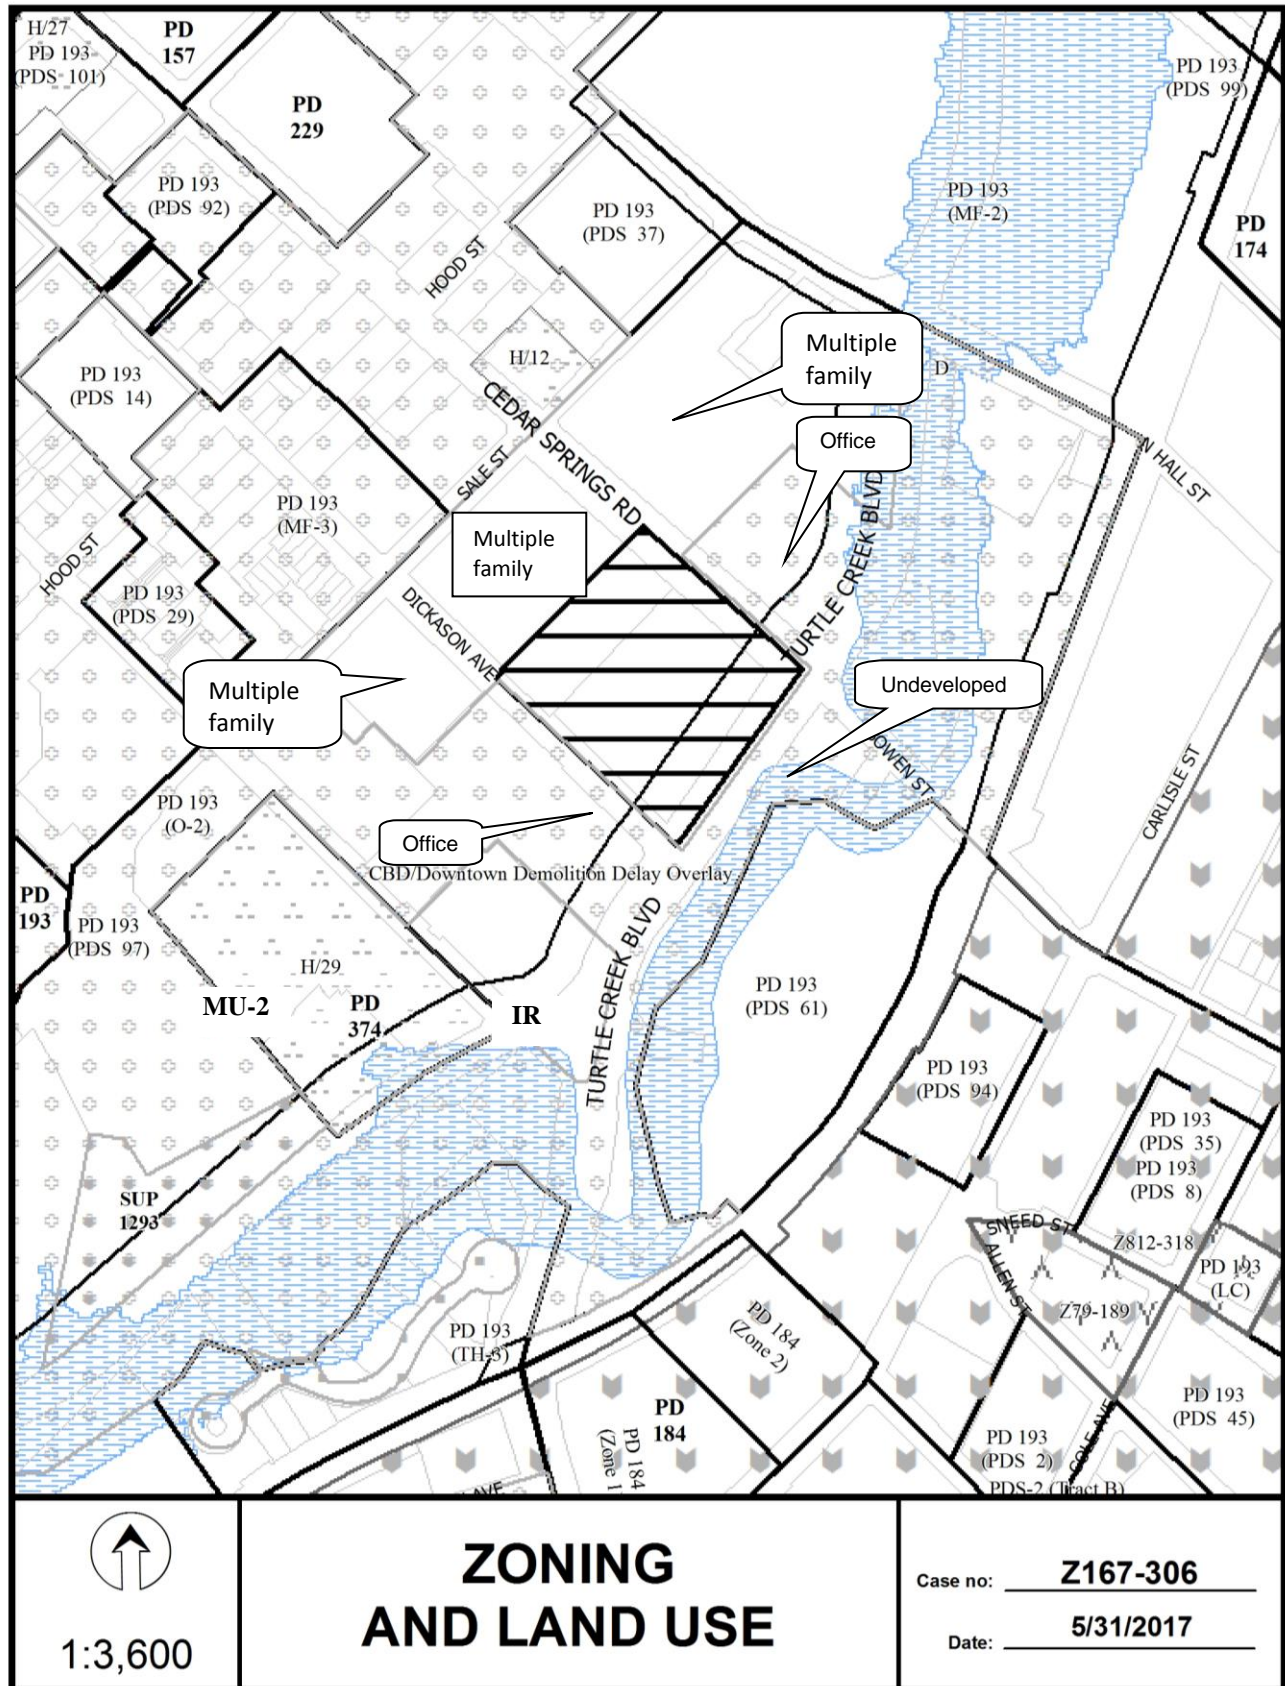 H/27
PD 193
(PDS 101)
PD
157
PD
229
PD 193
(PDS 99)
PD 193
(PDS 92)
PD 193
(PDS 37)
PD 193
(MF-2)
PD
174
HOOD ST
H/12
Multiple
family
D
PD 193
(PDS 14)
CEDAR SPRINGS RD
Office
N HALL ST
SALE ST
PD 193
(MF-3)
Multiple
family
TURTLE CREEK BLVD
HOOD ST
PD 193
(PDS 29)
DICKASON AVE
Multiple
family
Undeveloped
OWEN ST
CARLISLE ST
PD 193
(O-2)
Office
CBD/Downtown Demolition Delay Overlay
PD
193
PD 193
(PDS 97)
H/29
MU-2
PD
374
IR
TURTLE CREEK BLVD
PD 193
(PDS 61)
PD 193
(PDS 94)
PD 193
(PDS 35)
PD 193
(PDS 8)
SUP
1293
SNEED ST
ALLEN ST
Z812-318
PD 193
(LC)
Z79-189
PD 193
(TH-3)
PD 184
(Zone 2)
PD
184
PD 184
(Zone 1
PD 193
(PDS 45)
PD 193
(PDS 2)
COLE AVE
PDS-2 (Tract B)
AVE
1:3,600
ZONING
AND LAND USE
Case no: Z167-306
Date: 5/31/2017